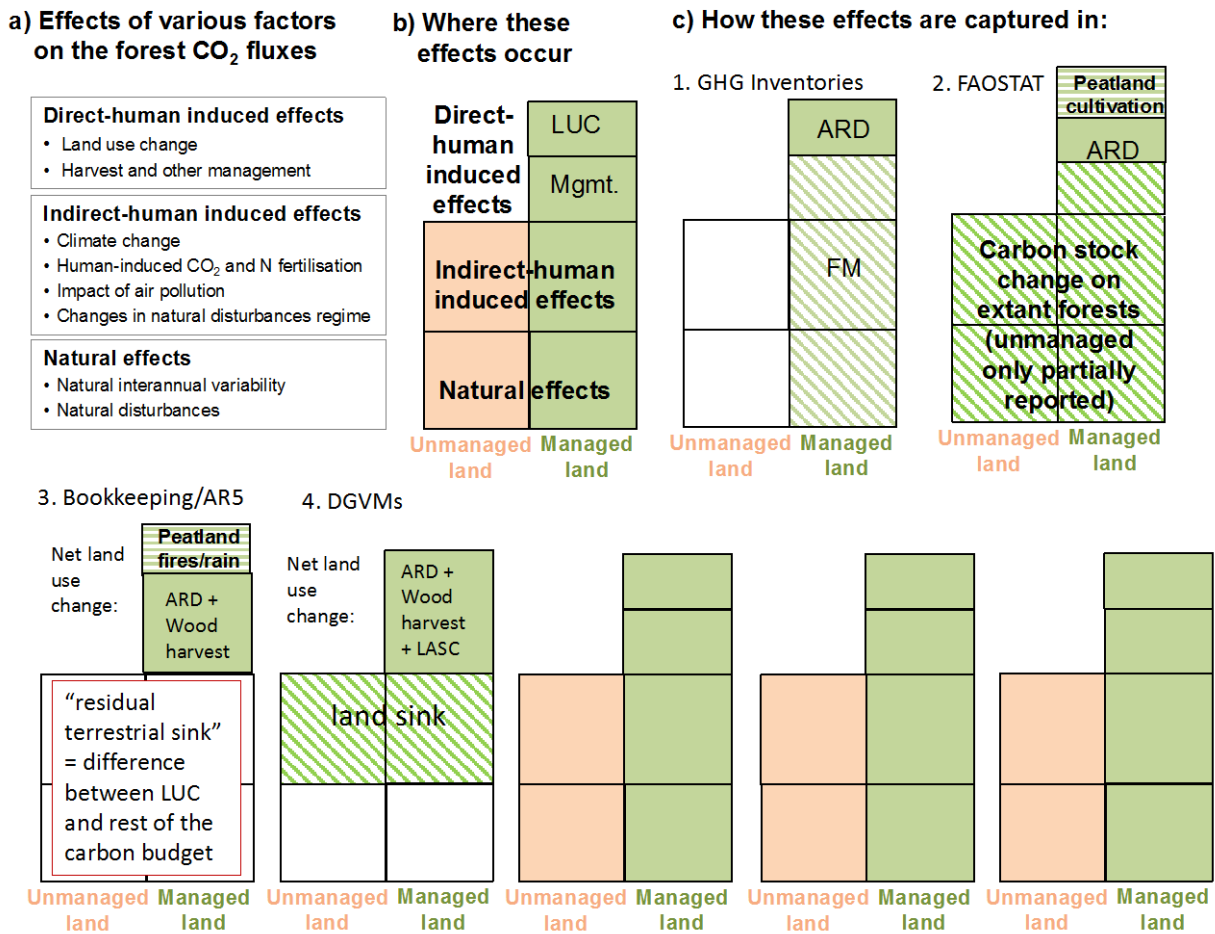 a) Effects of various factors
on the forest CO₂ fluxes
Direct-human induced effects
• Land use change
• Harvest and other management
Indirect-human induced effects
• Climate change
• Human-induced CO₂ and N fertilisation
• Impact of air pollution
• Changes in natural disturbances regime
Natural effects
• Natural interannual variability
• Natural disturbances
b) Where these
effects occur
Direct-
human
induced
effects
LUC
Mgmt.
Indirect-human
induced effects
Natural effects
Unmanaged
land
Managed
land
c) How these effects are captured in:
1. GHG Inventories
ARD
FM
Unmanaged
land
Managed
land
2. FAOSTAT
Peatland
cultivation
ARD
Carbon stock
change on
extant forests
(unmanaged
only partially
reported)
Unmanaged
land
Managed
land
3. Bookkeeping/AR5
Net land
use
change:
Peatland
fires/rain
ARD +
Wood
harvest
“residual
terrestrial sink”
= difference
between LUC
and rest of the
carbon budget
Unmanaged
land
Managed
land
4. DGVMs
Net land
use
change:
ARD +
Wood
harvest
+ LASC
land sink
Unmanaged
land
Managed
land
Unmanaged
land
Managed
land
Unmanaged
land
Managed
land
Unmanaged
land
Managed
land